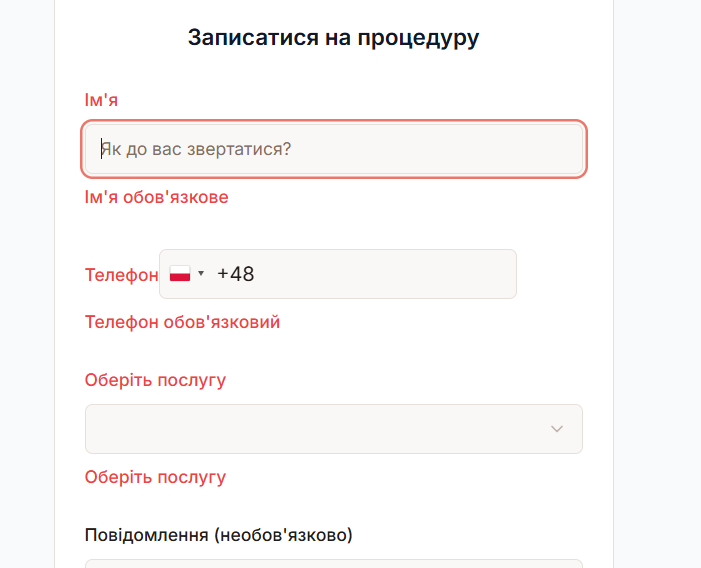 Записатися на процедуру
Ім'я
Як до вас звертатися?
Ім'я обов'язкове
Телефон +48
Телефон обов'язковий
Оберіть послугу
Оберіть послугу
Повідомлення (необов'язково)